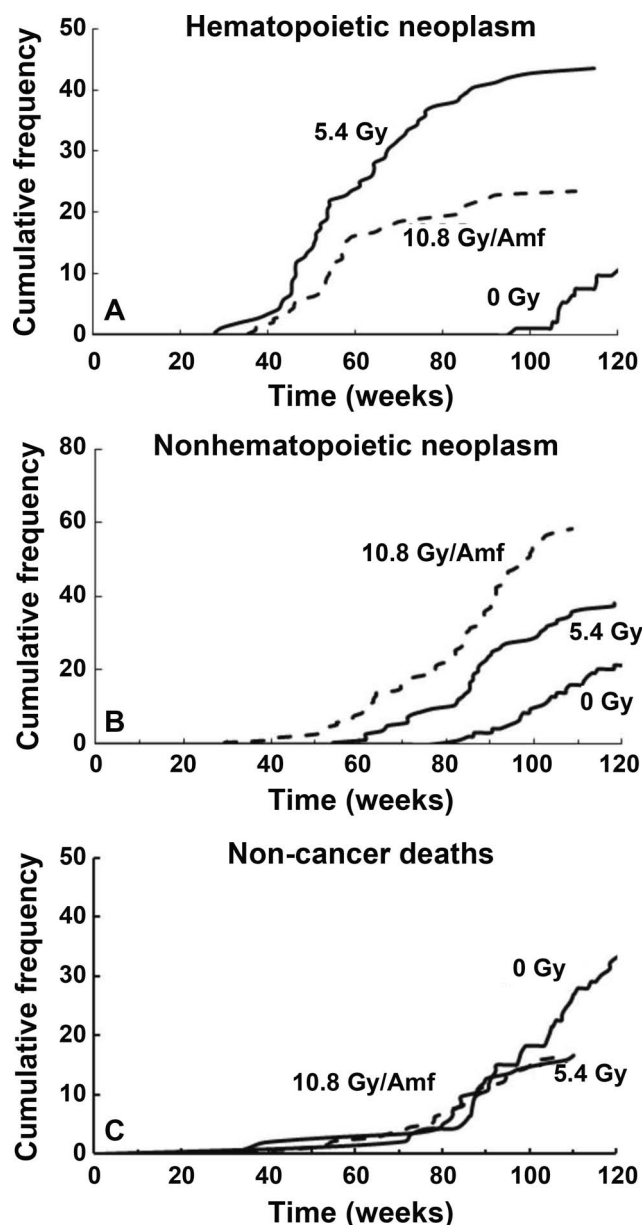 Hematopoietic neoplasm
50
40
30
20
10
0
Cumulative frequency
5.4 Gy
10.8 Gy/Amf
0 Gy
A
0 20 40 60 80 100 120
Time (weeks)
Nonhematopoietic neoplasm
80
60
40
20
0
Cumulative frequency
10.8 Gy/Amf
5.4 Gy
0 Gy
B
0 20 40 60 80 100 120
Time (weeks)
Non-cancer deaths
50
40
30
20
10
0
Cumulative frequency
0 Gy
10.8 Gy/Amf
5.4 Gy
C
0 20 40 60 80 100 120
Time (weeks)